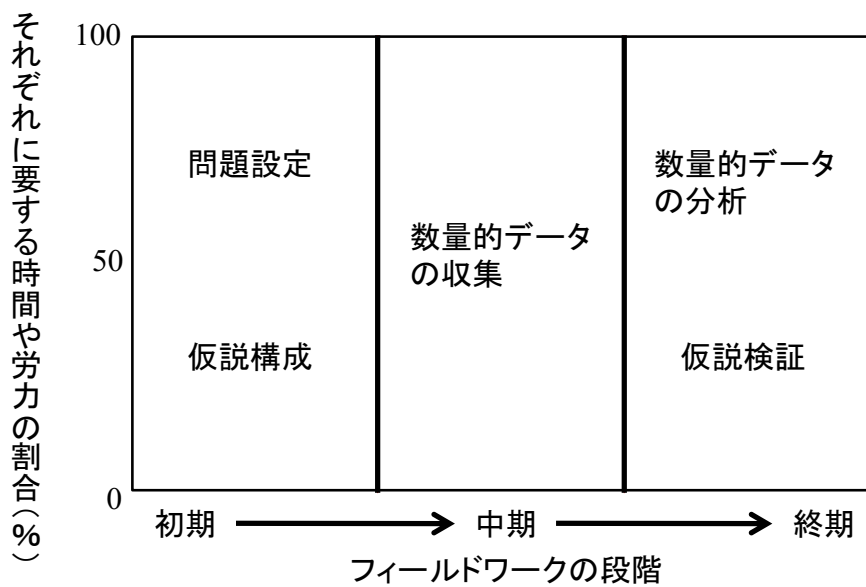 それぞれに要する時間や労力の割合(%)
100
50
0
問題設定
仮説構成
数量的データ
の収集
数量的データ
の分析
仮説検証
初期
中期
終期
フィールドワークの段階